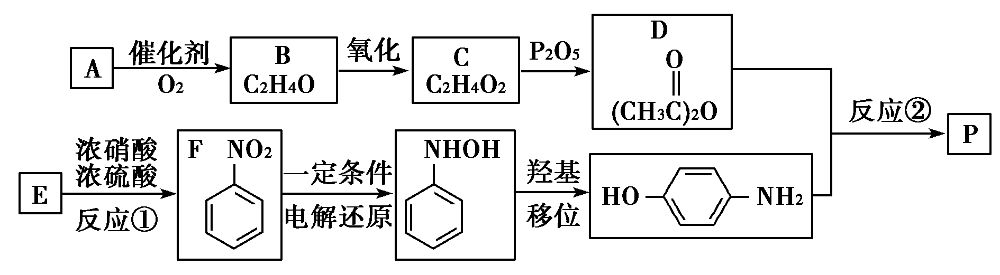 A
催化剂
O₂
B
C₂H₄O
氧化
C
C₂H₄O₂
P₂O₅
D
O
(CH₃C)₂O
反应②
P
E
浓硝酸
浓硫酸
反应①
F NO₂
一定条件
电解还原
NHOH
羟基
移位
HO NH₂